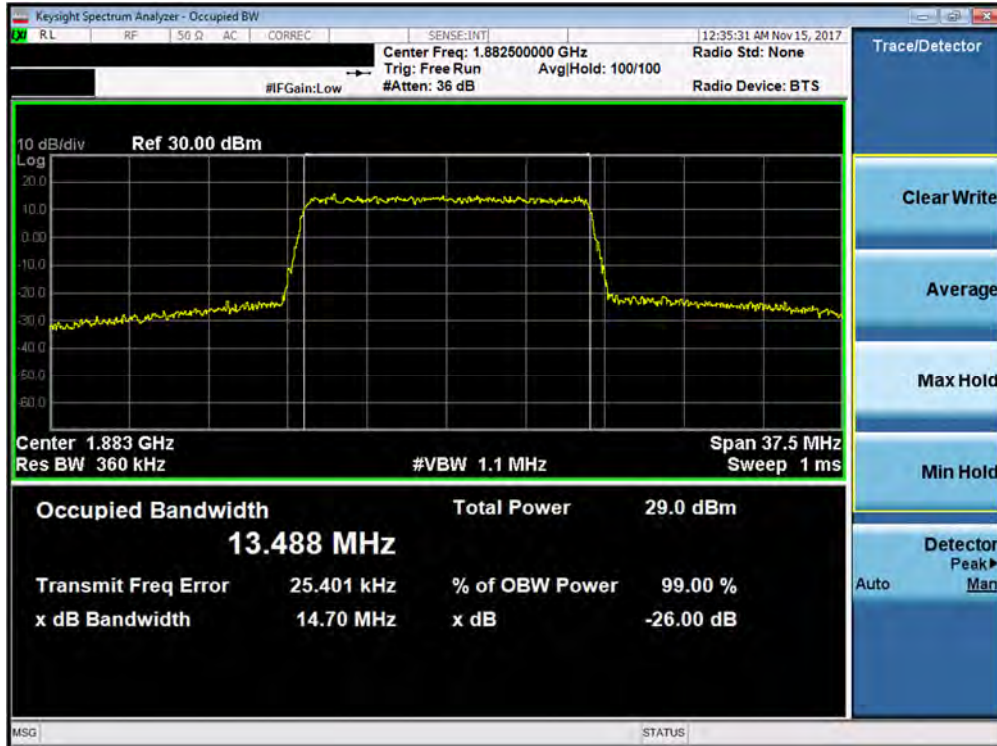 Keysight Spectrum Analyzer - Occupied BW
LXI RL RF 50 Ω AC CORREC SENSE:INT 12:35:31 AM Nov 15, 2017
Center Freq: 1.882500000 GHz Radio Std: None
Trig: Free Run Avg|Hold: 100/100
#IFGain:Low #Atten: 36 dB Radio Device: BTS
Trace/Detector
10 dB/div Ref 30.00 dBm
Log
20.0
10.0
0.00
-10.0
-20.0
-30.0
-40.0
-50.0
-60.0
Clear Write
Average
Max Hold
Min Hold
Detector
Peak▶
Auto Man
Center 1.883 GHz Span 37.5 MHz
Res BW 360 kHz #VBW 1.1 MHz Sweep 1 ms
Occupied Bandwidth Total Power 29.0 dBm
13.488 MHz
Transmit Freq Error 25.401 kHz % of OBW Power 99.00 %
x dB Bandwidth 14.70 MHz x dB -26.00 dB
MSG STATUS